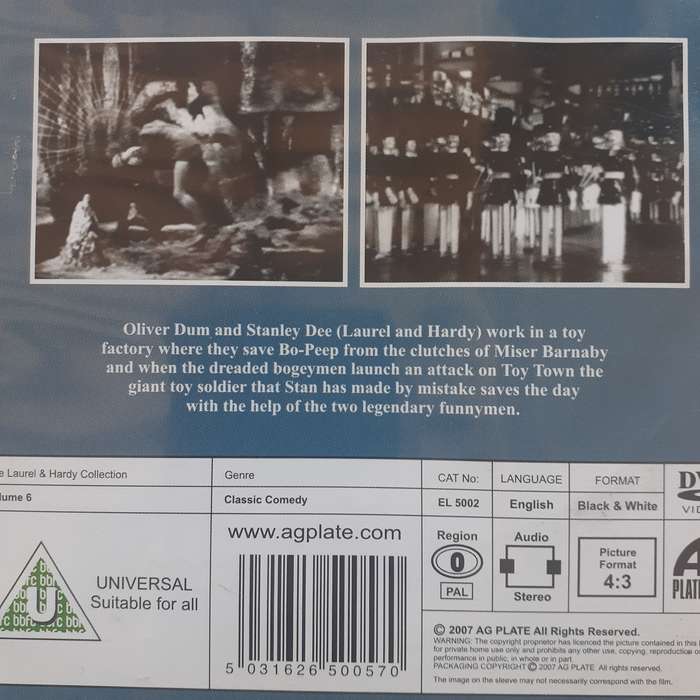 Oliver Dum and Stanley Dee (Laurel and Hardy) work in a toy
factory where they save Bo-Peep from the clutches of Miser Barnaby
and when the dreaded bogeymen launch an attack on Toy Town the
giant toy soldier that Stan has made by mistake saves the day
with the help of the two legendary funnymen.
e Laurel & Hardy Collection
lume 6
Genre
Classic Comedy
CAT No:
EL 5002
LANGUAGE
English
FORMAT
Black & White
DV
VID
U
UNIVERSAL
Suitable for all
www.agplate.com
5 031626 500570
Region
0
PAL
Audio
Stereo
Picture
Format
4:3
A
PLAT
© 2007 AG PLATE All Rights Reserved.
WARNING: The copyright proprietor has licenced the picture contained in this
for private home use only and prohibits any other use, copying, reproduction o
performance in public, in whole or in part.
PACKAGING COPYRIGHT © 2007 AG PLATE. All rights reserved.
The image on the sleeve may not necessarily correspond with the film.